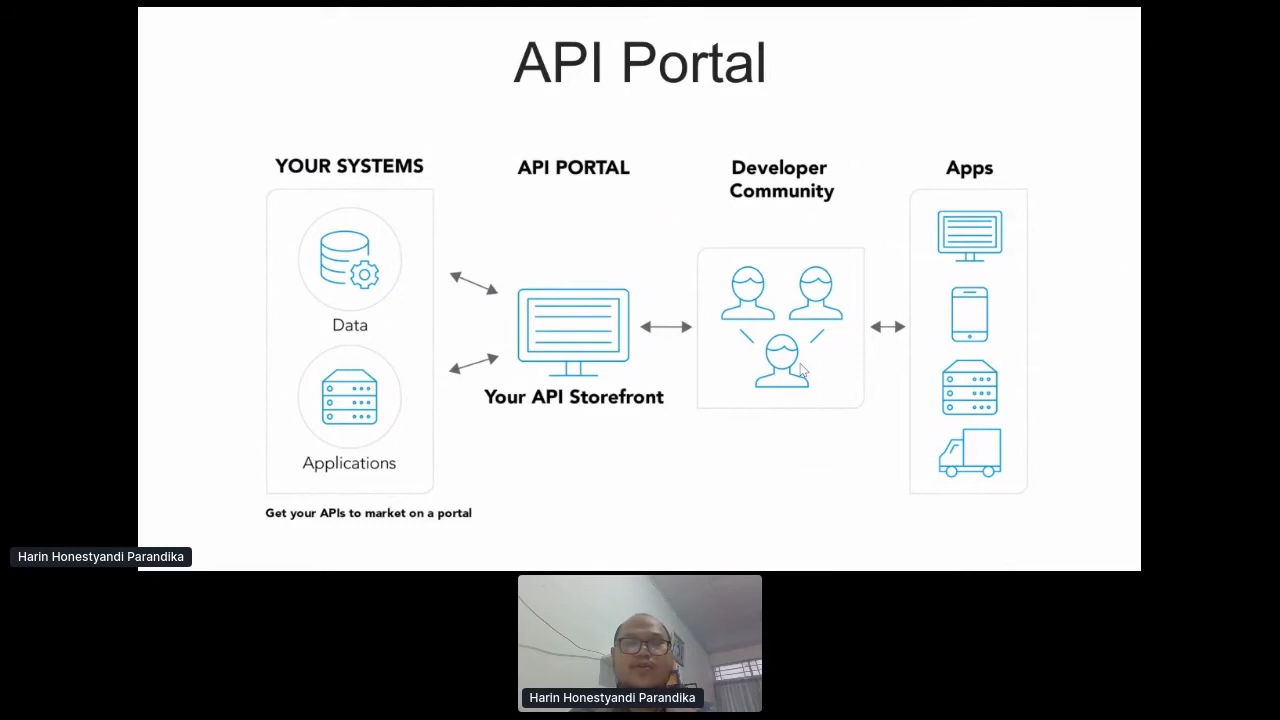 API Portal
YOUR SYSTEMS
API PORTAL
Developer
Community
Apps
Data
Your API Storefront
Applications
Get your APIs to market on a portal
Harin Honestyandi Parandika
Harin Honestyandi Parandika